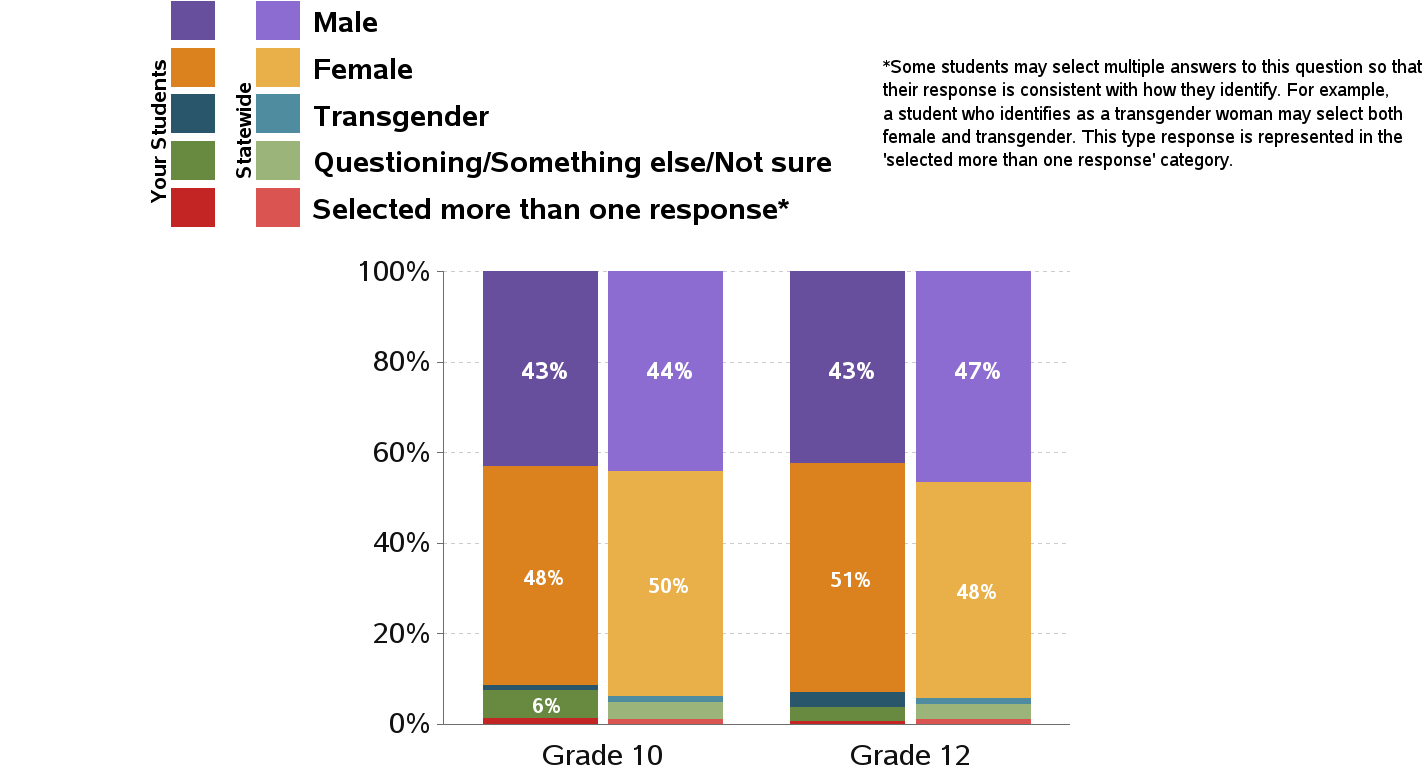 Your Students
Statewide
Male
Female
Transgender
Questioning/Something else/Not sure
Selected more than one response*
*Some students may select multiple answers to this question so that
their response is consistent with how they identify. For example,
a student who identifies as a transgender woman may select both
female and transgender. This type response is represented in the
'selected more than one response' category.
100%
80%
60%
40%
20%
0%
43%
44%
43%
47%
48%
50%
51%
48%
6%
Grade 10
Grade 12